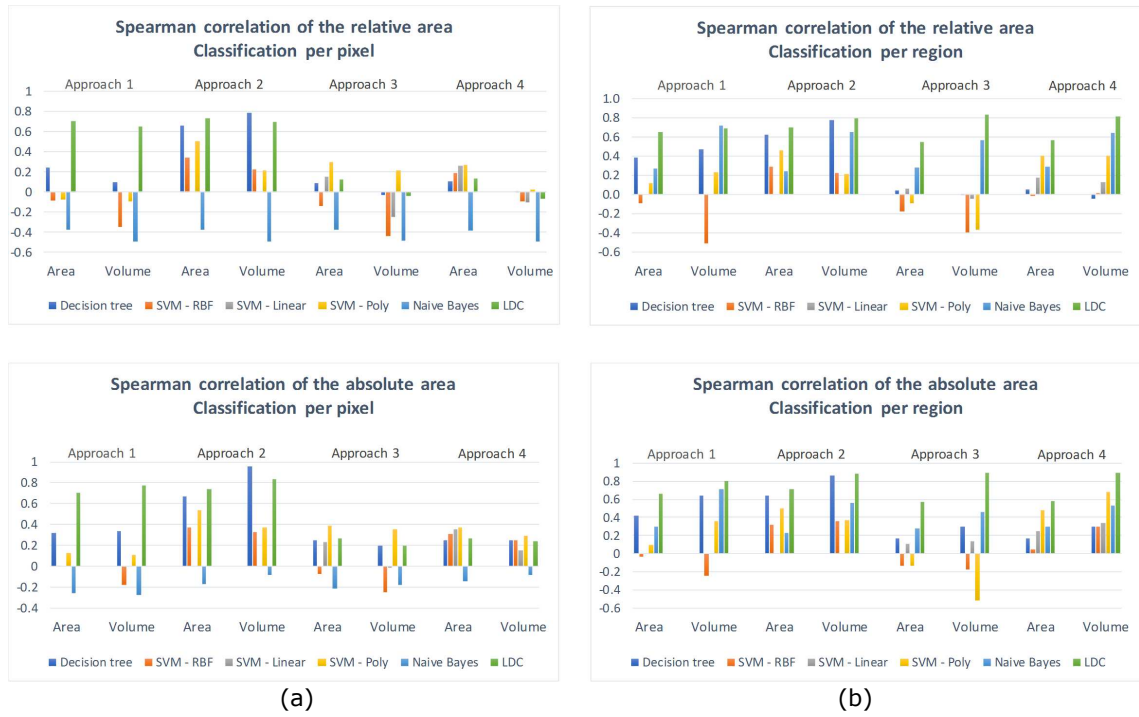 Spearman correlation of the relative area
Classification per pixel
Approach 1 Approach 2 Approach 3 Approach 4
1
0.8
0.6
0.4
0.2
0
-0.2
-0.4
-0.6
Area Volume Area Volume Area Volume Area Volume
Decision tree SVM - RBF SVM - Linear SVM - Poly Naive Bayes LDC
Spearman correlation of the relative area
Classification per region
Approach 1 Approach 2 Approach 3 Approach 4
1.0
0.8
0.6
0.4
0.2
0.0
-0.2
-0.4
-0.6
Area Volume Area Volume Area Volume Area Volume
Decision tree SVM - RBF SVM - Linear SVM - Poly Naive Bayes LDC
Spearman correlation of the absolute area
Classification per pixel
Approach 1 Approach 2 Approach 3 Approach 4
1
0.8
0.6
0.4
0.2
0
-0.2
-0.4
Area Volume Area Volume Area Volume Area Volume
Decision tree SVM - RBF SVM - Linear SVM - Poly Naive Bayes LDC
Spearman correlation of the absolute area
Classification per region
Approach 1 Approach 2 Approach 3 Approach 4
1
0.8
0.6
0.4
0.2
0
-0.2
-0.4
-0.6
Area Volume Area Volume Area Volume Area Volume
Decision tree SVM - RBF SVM - Linear SVM - Poly Naive Bayes LDC
(a) (b)